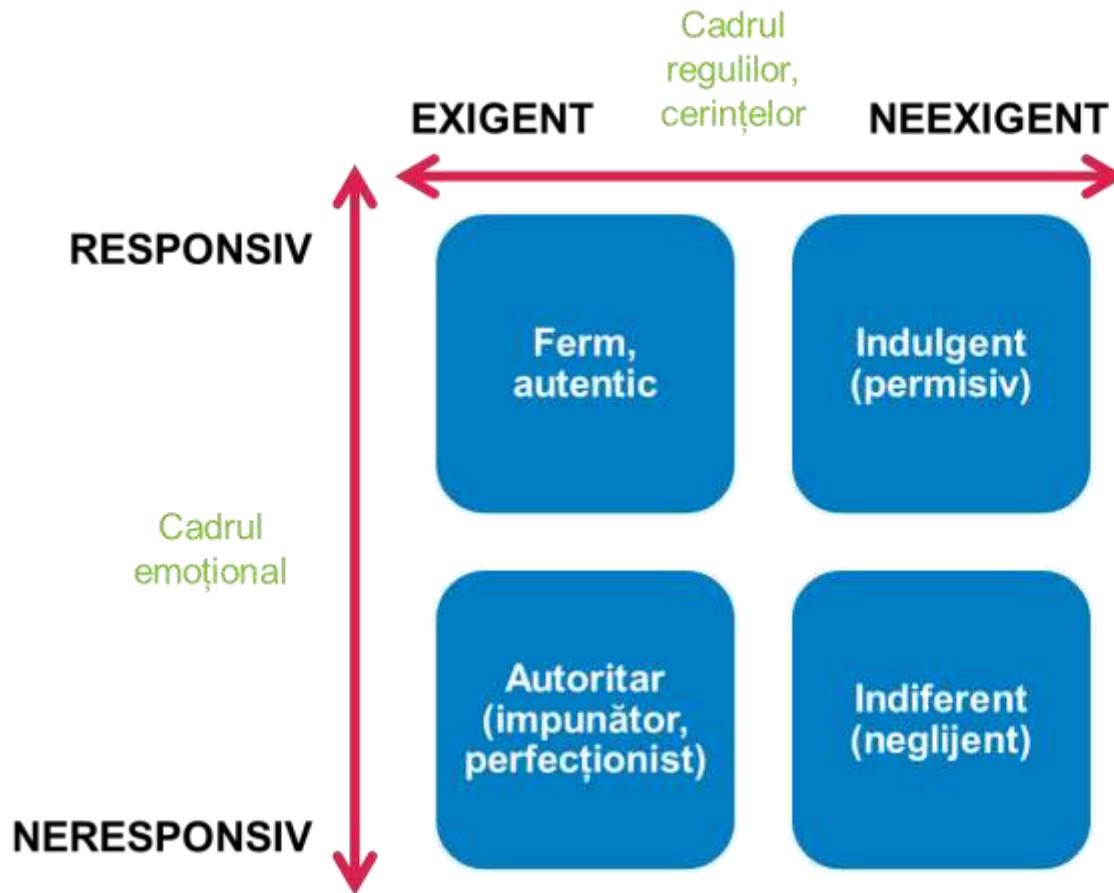 Cadrul
regulilor,
cerințelor
EXIGENT
NEEXIGENT
RESPONSIV
Ferm,
autentic
Indulgent
(permisiv)
Cadrul
emoțional
Autoritar
(impunător,
perfecționist)
Indiferent
(neglijent)
NERESPONSIV